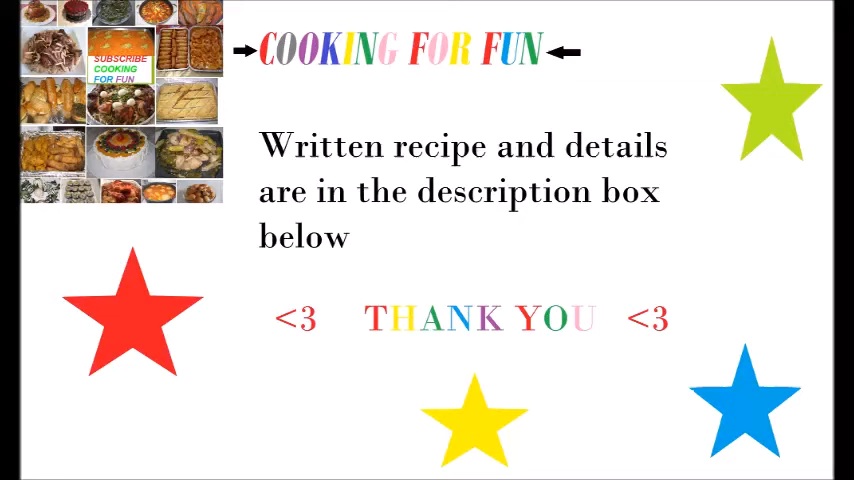 COOKING FOR FUN
SUBSCRIBE
COOKING
FOR FUN
Written recipe and details
are in the description box
below
<3 THANK YOU <3